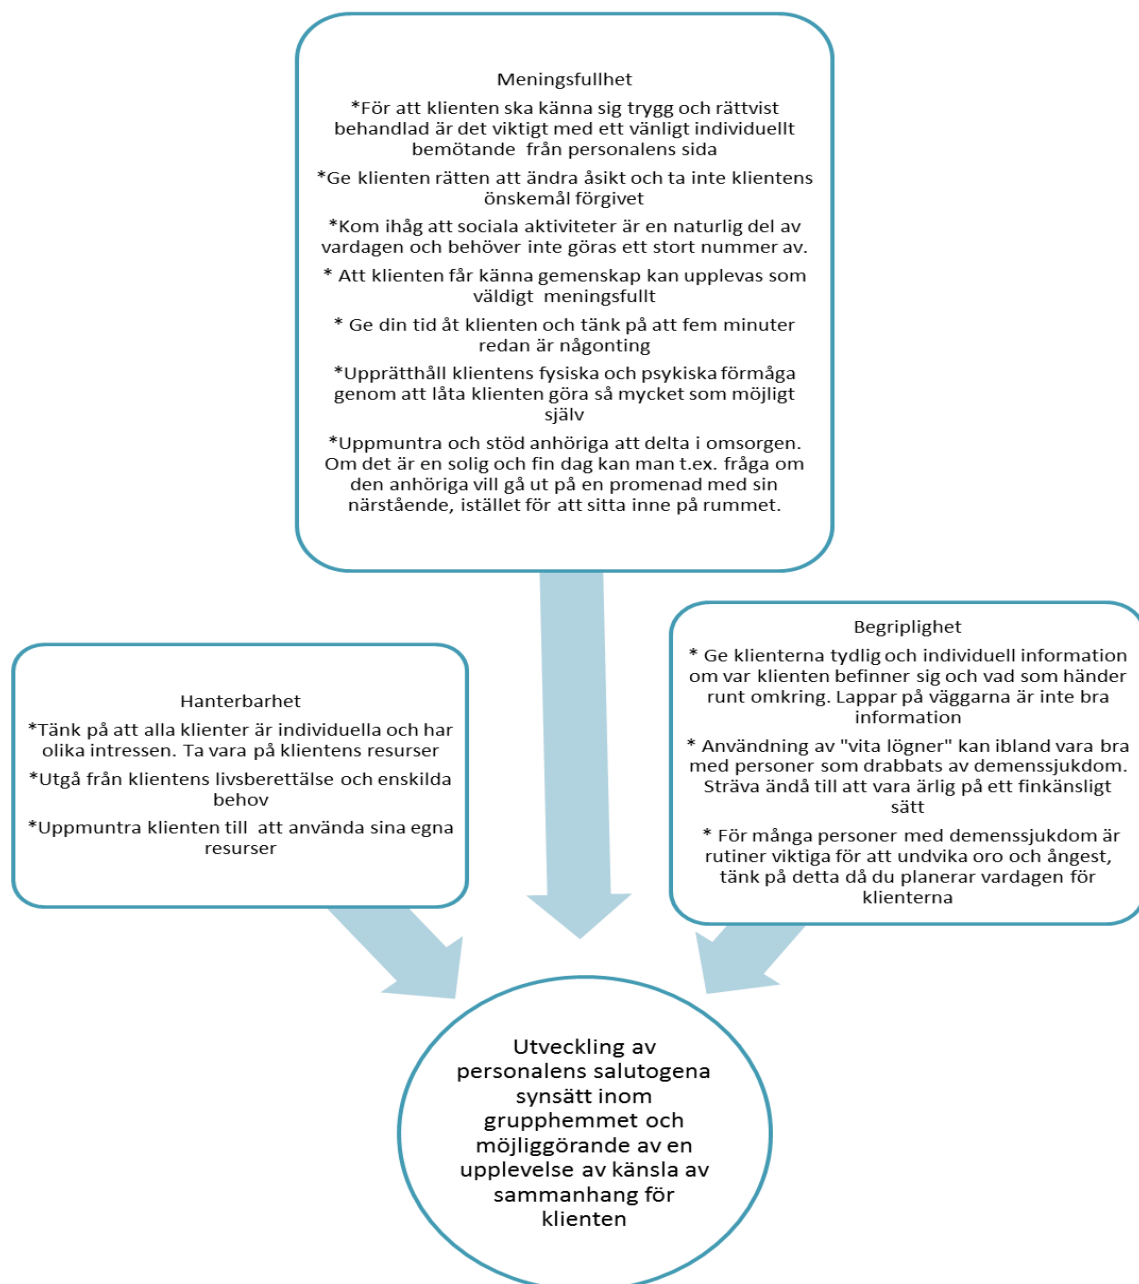 Meningsfullhet
*För att klienten ska känna sig trygg och rättvist
behandlad är det viktigt med ett vänligt individuellt
bemötande från personalens sida
*Ge klienten rätten att ändra åsikt och ta inte klientens
önskemål förgivet
*Kom ihåg att sociala aktiviteter är en naturlig del av
vardagen och behöver inte göras ett stort nummer av.
* Att klienten får känna gemenskap kan upplevas som
väldigt meningsfullt
* Ge din tid åt klienten och tänk på att fem minuter
redan är någonting
*Upprätthåll klientens fysiska och psykiska förmåga
genom att låta klienten göra så mycket som möjligt
själv
*Uppmuntra och stöd anhöriga att delta i omsorgen.
Om det är en solig och fin dag kan man t.ex. fråga om
den anhöriga vill gå ut på en promenad med sin
närstående, istället för att sitta inne på rummet.
Hanterbarhet
*Tänk på att alla klienter är individuella och har
olika intressen. Ta vara på klientens resurser
*Utgå från klientens livsberettälse och enskilda
behov
*Uppmuntra klienten till att använda sina egna
resurser
Begriplighet
* Ge klienterna tydlig och individuell information
om var klienten befinner sig och vad som händer
runt omkring. Lappar på väggarna är inte bra
information
* Användning av "vita lögner" kan ibland vara bra
med personer som drabbats av demenssjukdom.
Sträva ändå till att vara ärlig på ett finkänsligt
sätt
* För många personer med demenssjukdom är
rutiner viktiga för att undvika oro och ångest,
tänk på detta då du planerar vardagen för
klienterna
Utveckling av
personalens salutogena
synsätt inom
grupphemmet och
möjliggörande av en
upplevelse av känsla av
sammanhang för
klienten